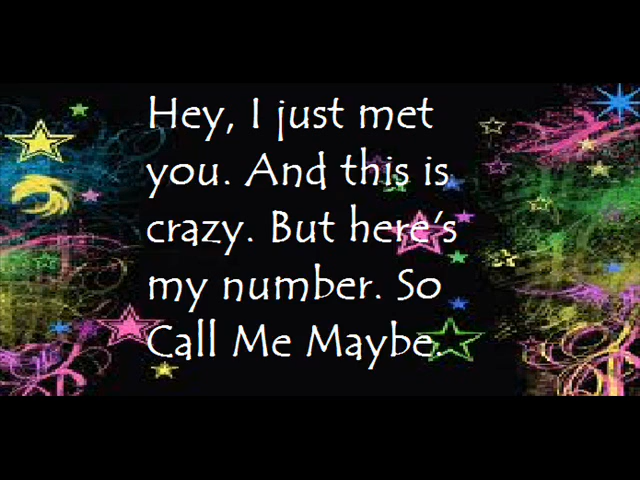 Hey, I just met
you. And this is
crazy. But here's
my number. So
Call Me Maybe.